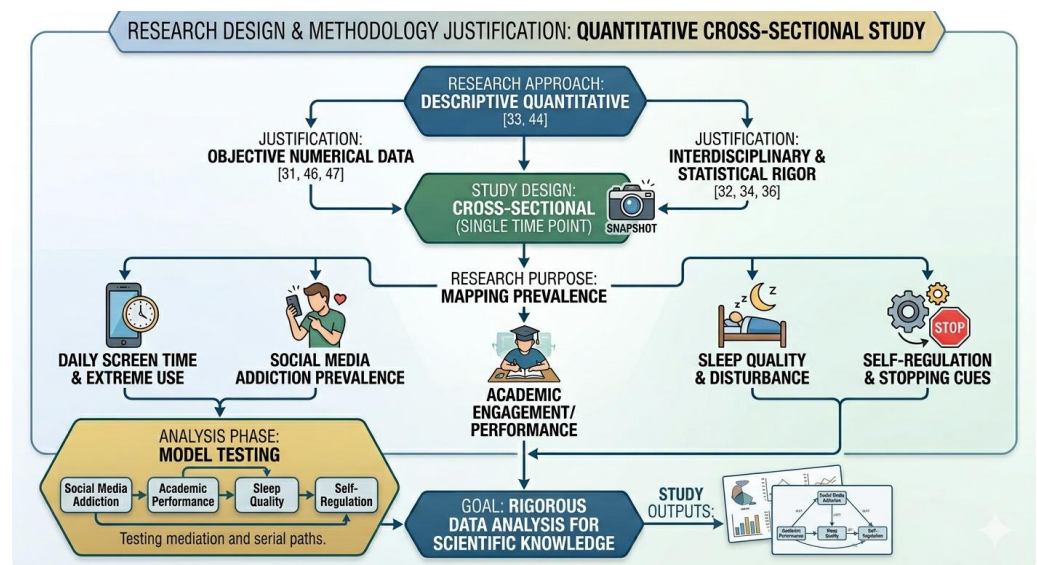 RESEARCH DESIGN & METHODOLOGY JUSTIFICATION: QUANTITATIVE CROSS-SECTIONAL STUDY
RESEARCH APPROACH:
DESCRIPTIVE QUANTITATIVE
[33, 44]
JUSTIFICATION:
OBJECTIVE NUMERICAL DATA
[31, 46, 47]
JUSTIFICATION:
INTERDISCIPLINARY &
STATISTICAL RIGOR
[32, 34, 36]
STUDY DESIGN:
CROSS-SECTIONAL
(SINGLE TIME POINT)
SNAPSHOT
RESEARCH PURPOSE:
MAPPING PREVALENCE
DAILY SCREEN TIME
& EXTREME USE
SOCIAL MEDIA
ADDICTION PREVALENCE
ACADEMIC
ENGAGEMENT/
PERFORMANCE
z z z
SLEEP QUALITY
& DISTURBANCE
STOP
SELF-REGULATION
& STOPPING CUES
ANALYSIS PHASE:
MODEL TESTING
Social Media
Addiction
Academic
Performance
Sleep
Quality
Self-
Regulation
Testing mediation and serial paths.
GOAL: RIGOROUS
DATA ANALYSIS FOR
SCIENTIFIC KNOWLEDGE
STUDY
OUTPUTS:
Addiction
Sleep
Quality